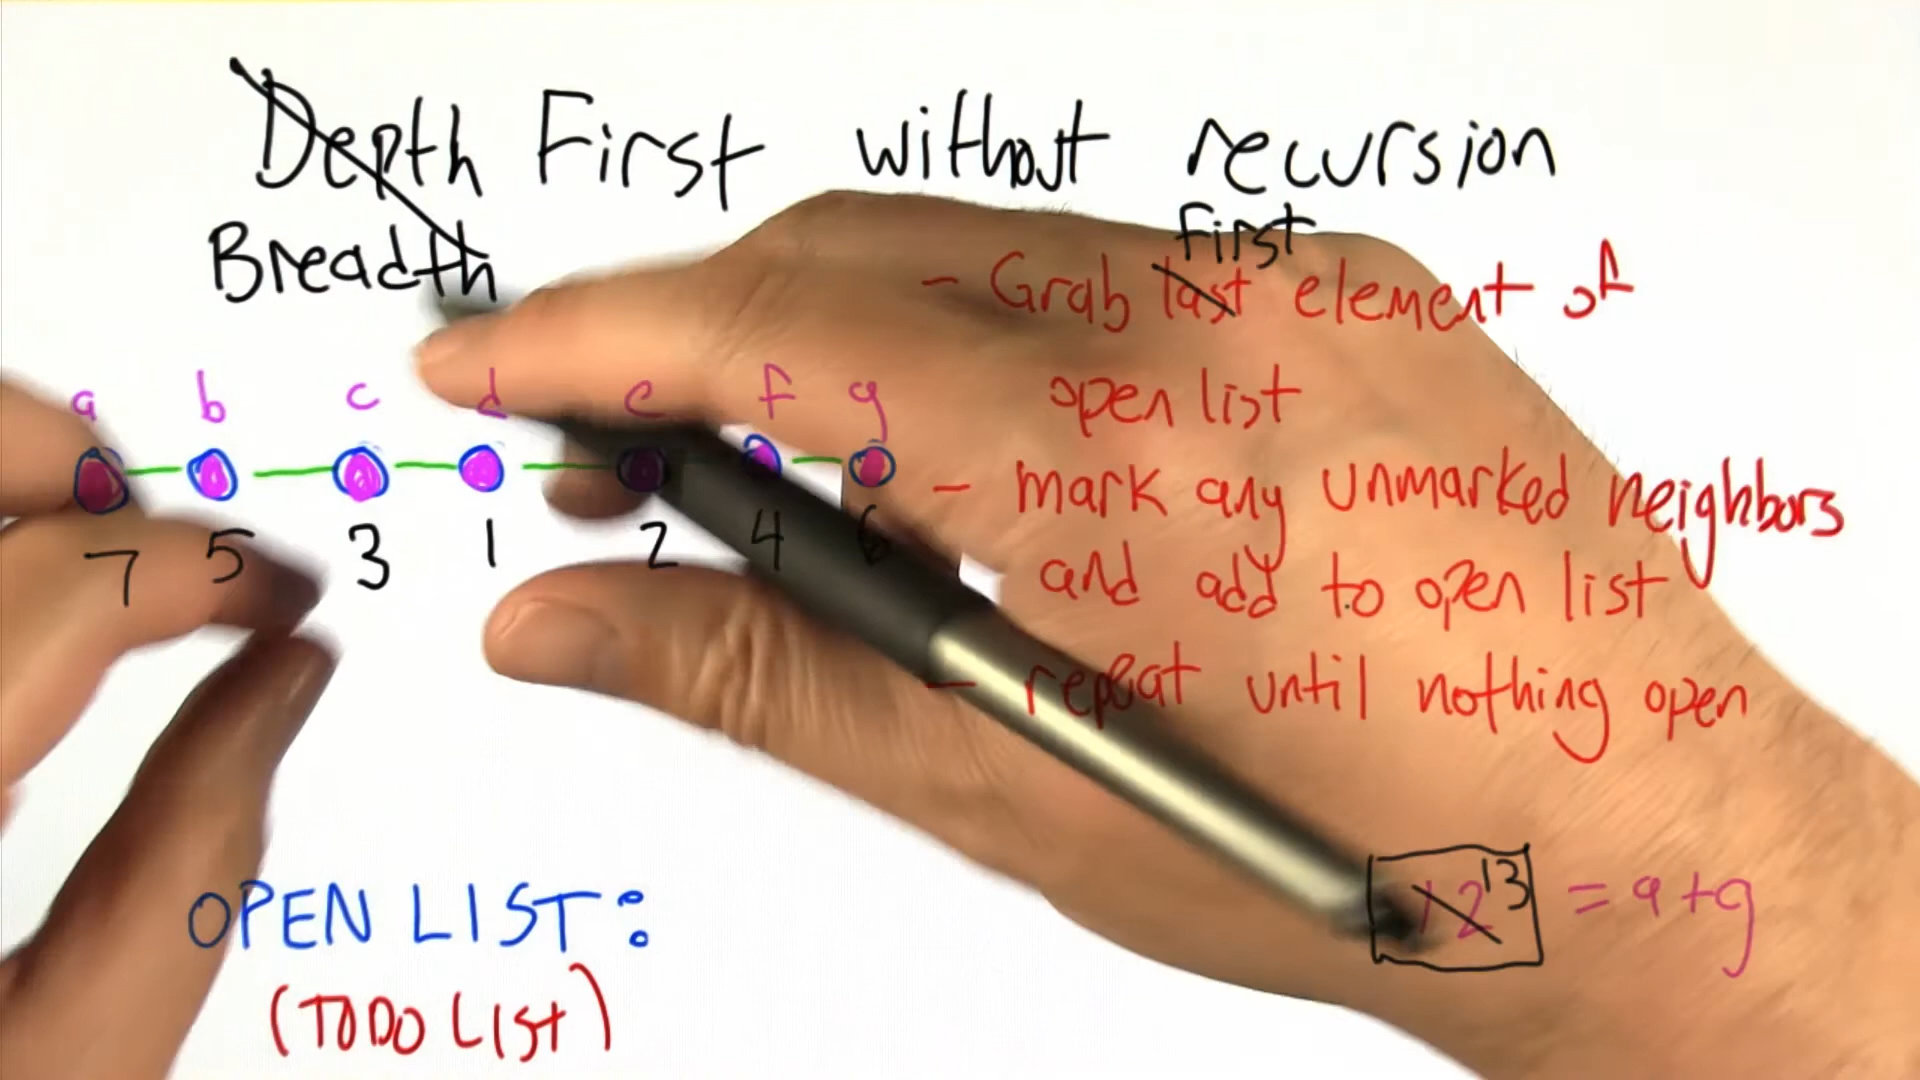 Depth First without recursion
Breadth
- Grab last first element of
open list
- mark any unmarked neighbors
and add to open list
- repeat until nothing open
a b c d e f g
7 5 3 1 2 4 6
OPEN LIST:
(TODO LIST)
12 13 = a+g